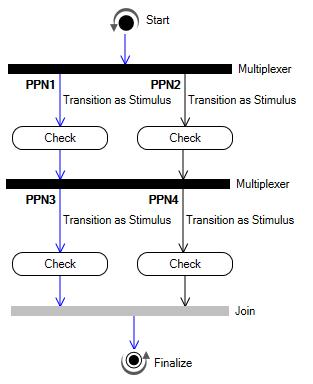 Start
Multiplexer
PPN1 PPN2
Transition as Stimulus Transition as Stimulus
Check Check
Multiplexer
PPN3 PPN4
Transition as Stimulus Transition as Stimulus
Check Check
Join
Finalize